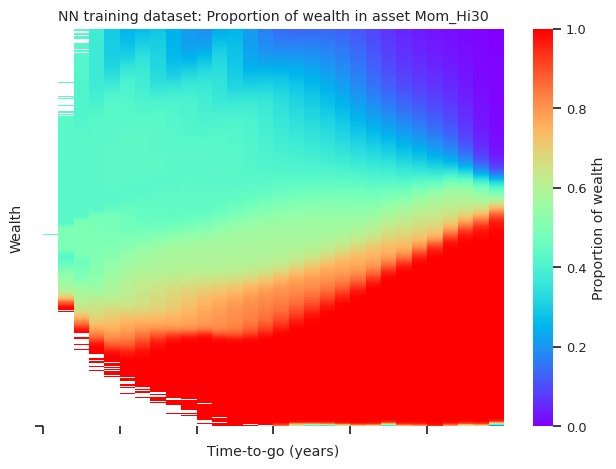 NN training dataset: Proportion of wealth in asset Mom_Hi30
Wealth
Time-to-go (years)
1.0
0.8
0.6
0.4
0.2
0.0
Proportion of wealth